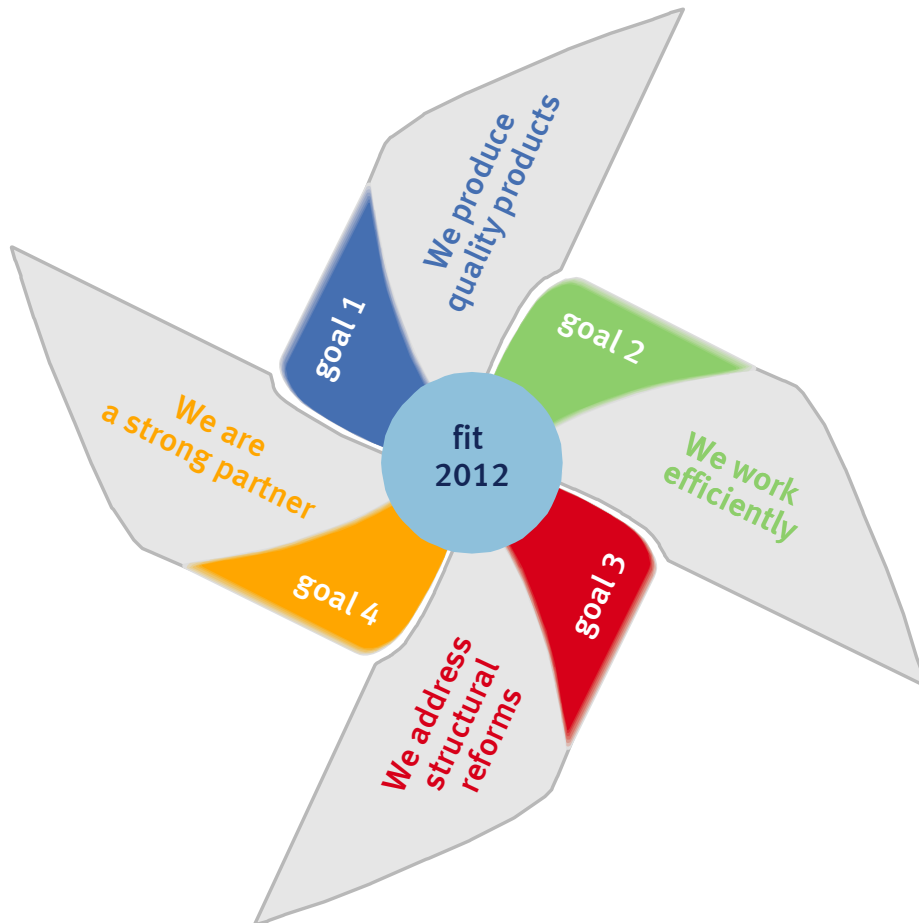 We produce
quality products
goal 1
goal 2
We are
a strong partner
fit
2012
We work
efficiently
goal 3
goal 4
We address
structural
reforms